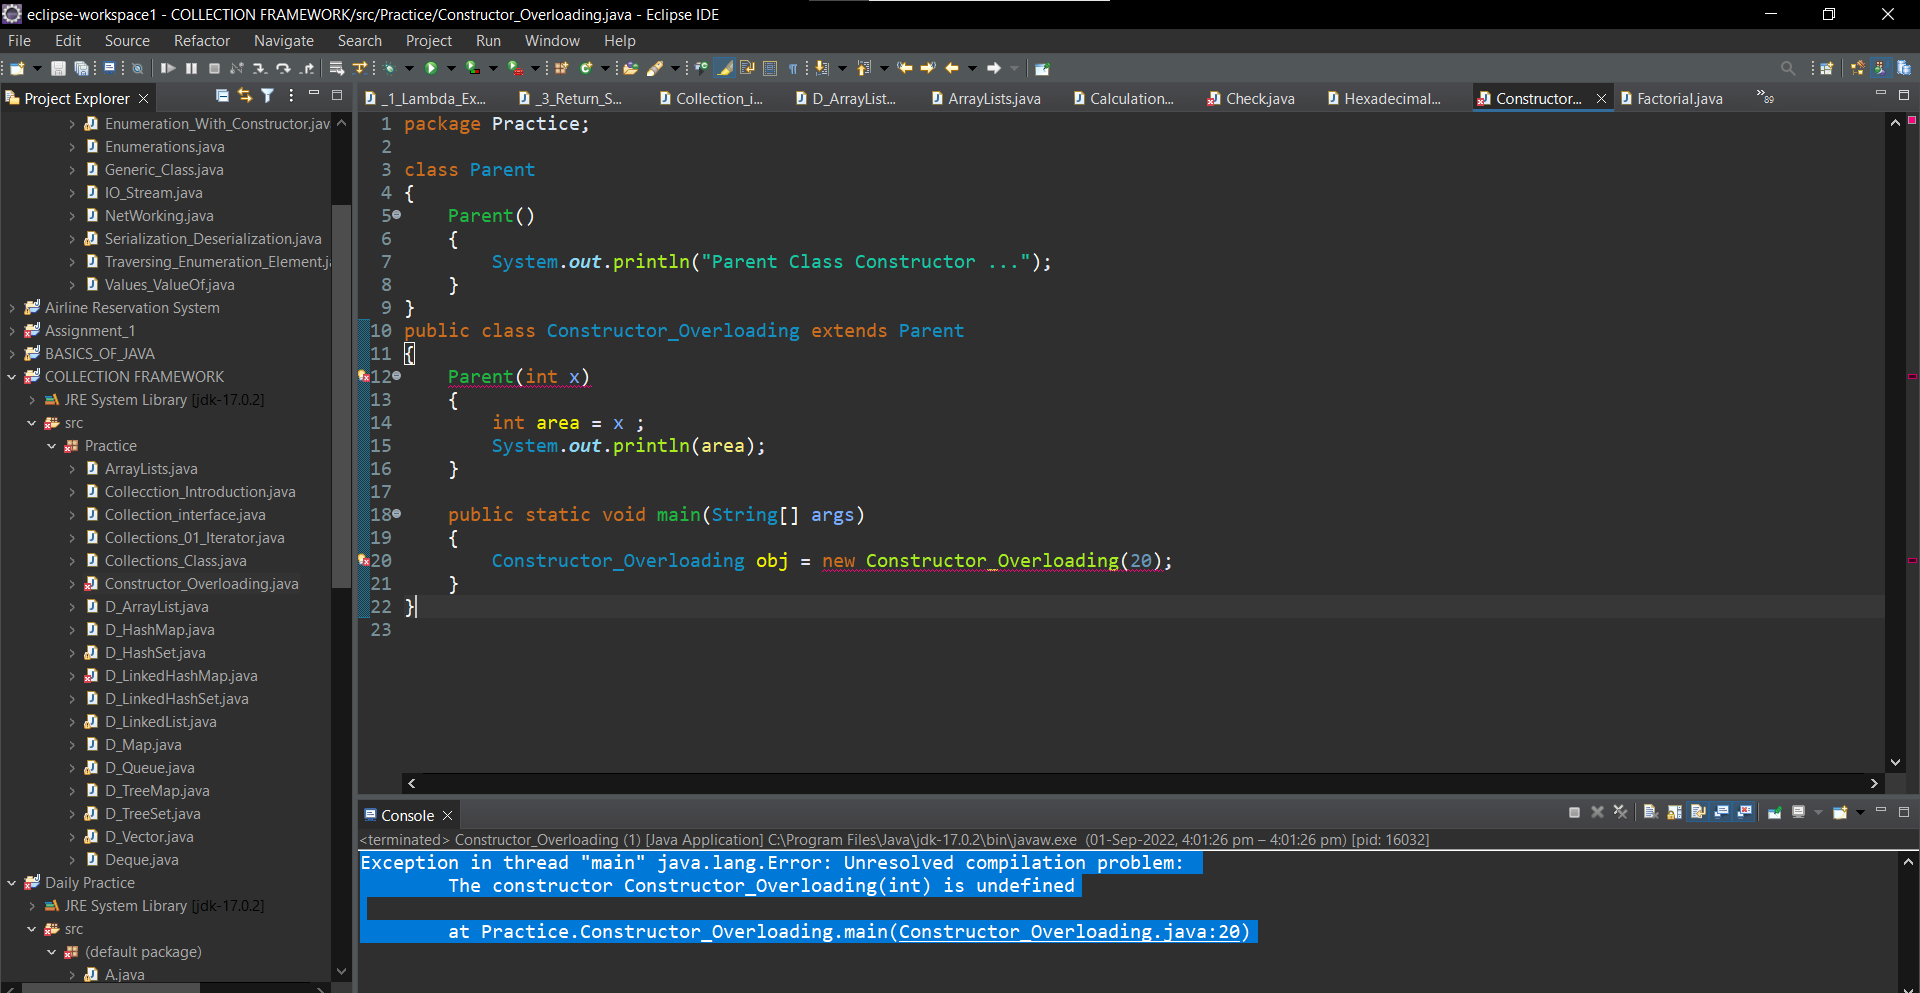 eclipse-workspace1 - COLLECTION FRAMEWORK/src/Practice/Constructor_Overloading.java - Eclipse IDE
File Edit Source Refactor Navigate Search Project Run Window Help
Project Explorer
_1_Lambda_Ex... _3_Return_S... Collection_i... D_ArrayList... ArrayLists.java Calculation... Check.java Hexadecimal... Constructor... Factorial.java »89
Enumeration_With_Constructor.jav
Enumerations.java
Generic_Class.java
IO_Stream.java
NetWorking.java
Serialization_Deserialization.java
Traversing_Enumeration_Element.j
Values_ValueOf.java
Airline Reservation System
Assignment_1
BASICS_OF_JAVA
COLLECTION FRAMEWORK
JRE System Library [jdk-17.0.2]
src
Practice
ArrayLists.java
Collecction_Introduction.java
Collection_interface.java
Collections_01_Iterator.java
Collections_Class.java
Constructor_Overloading.java
D_ArrayList.java
D_HashMap.java
D_HashSet.java
D_LinkedHashMap.java
D_LinkedHashSet.java
D_LinkedList.java
D_Map.java
D_Queue.java
D_TreeMap.java
D_TreeSet.java
D_Vector.java
Deque.java
Daily Practice
JRE System Library [jdk-17.0.2]
src
(default package)
A.java
1 package Practice;
2
3 class Parent
4 {
5 Parent()
6 {
7 System.out.println("Parent Class Constructor ...");
8 }
9 }
10 public class Constructor_Overloading extends Parent
11 {
12 Parent(int x)
13 {
14 int area = x ;
15 System.out.println(area);
16 }
17
18 public static void main(String[] args)
19 {
20 Constructor_Overloading obj = new Constructor_Overloading(20);
21 }
22 }
23
Console
<terminated> Constructor_Overloading (1) [Java Application] C:\Program Files\Java\jdk-17.0.2\bin\javaw.exe (01-Sep-2022, 4:01:26 pm – 4:01:26 pm) [pid: 16032]
Exception in thread "main" java.lang.Error: Unresolved compilation problem:
The constructor Constructor_Overloading(int) is undefined
at Practice.Constructor_Overloading.main(Constructor_Overloading.java:20)